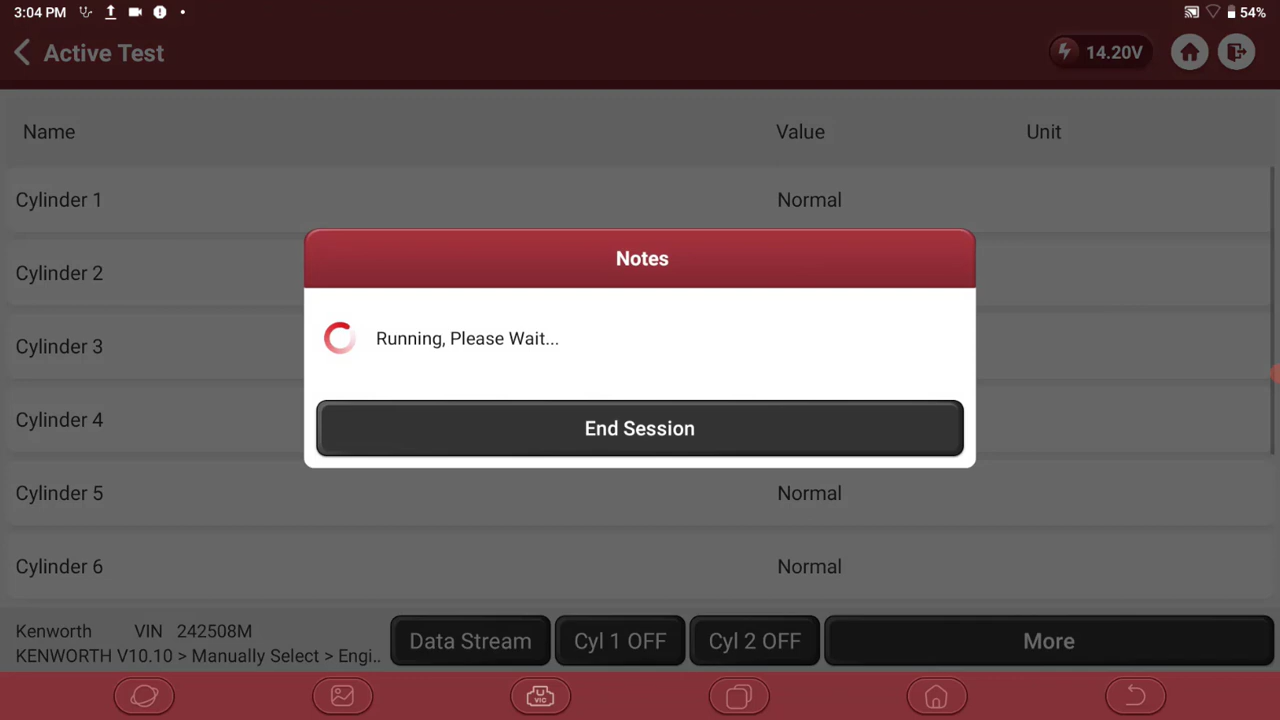 3:04 PM
54%
Active Test
14.20V
Name Value Unit
Cylinder 1 Normal
Cylinder 2
Notes
Cylinder 3
Running, Please Wait...
Cylinder 4
End Session
Cylinder 5 Normal
Cylinder 6 Normal
Kenworth VIN 242508M
KENWORTH V10.10 > Manually Select > Engi..
Data Stream
Cyl 1 OFF
Cyl 2 OFF
More
VIC